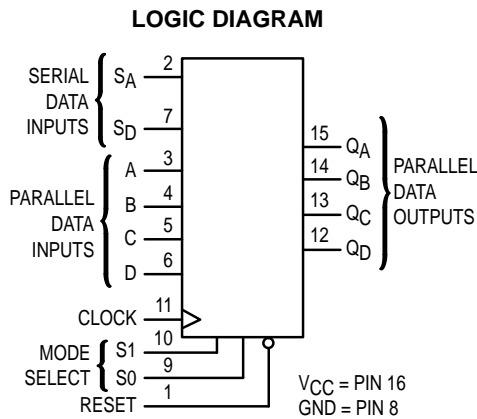 LOGIC DIAGRAM
SERIAL
DATA
INPUTS
SA
2
SD
7
PARALLEL
DATA
INPUTS
A
3
B
4
C
5
D
6
CLOCK
11
MODE
SELECT
S1
10
S0
9
RESET
1
15
QA
14
QB
13
QC
12
QD
PARALLEL
DATA
OUTPUTS
VCC = PIN 16
GND = PIN 8